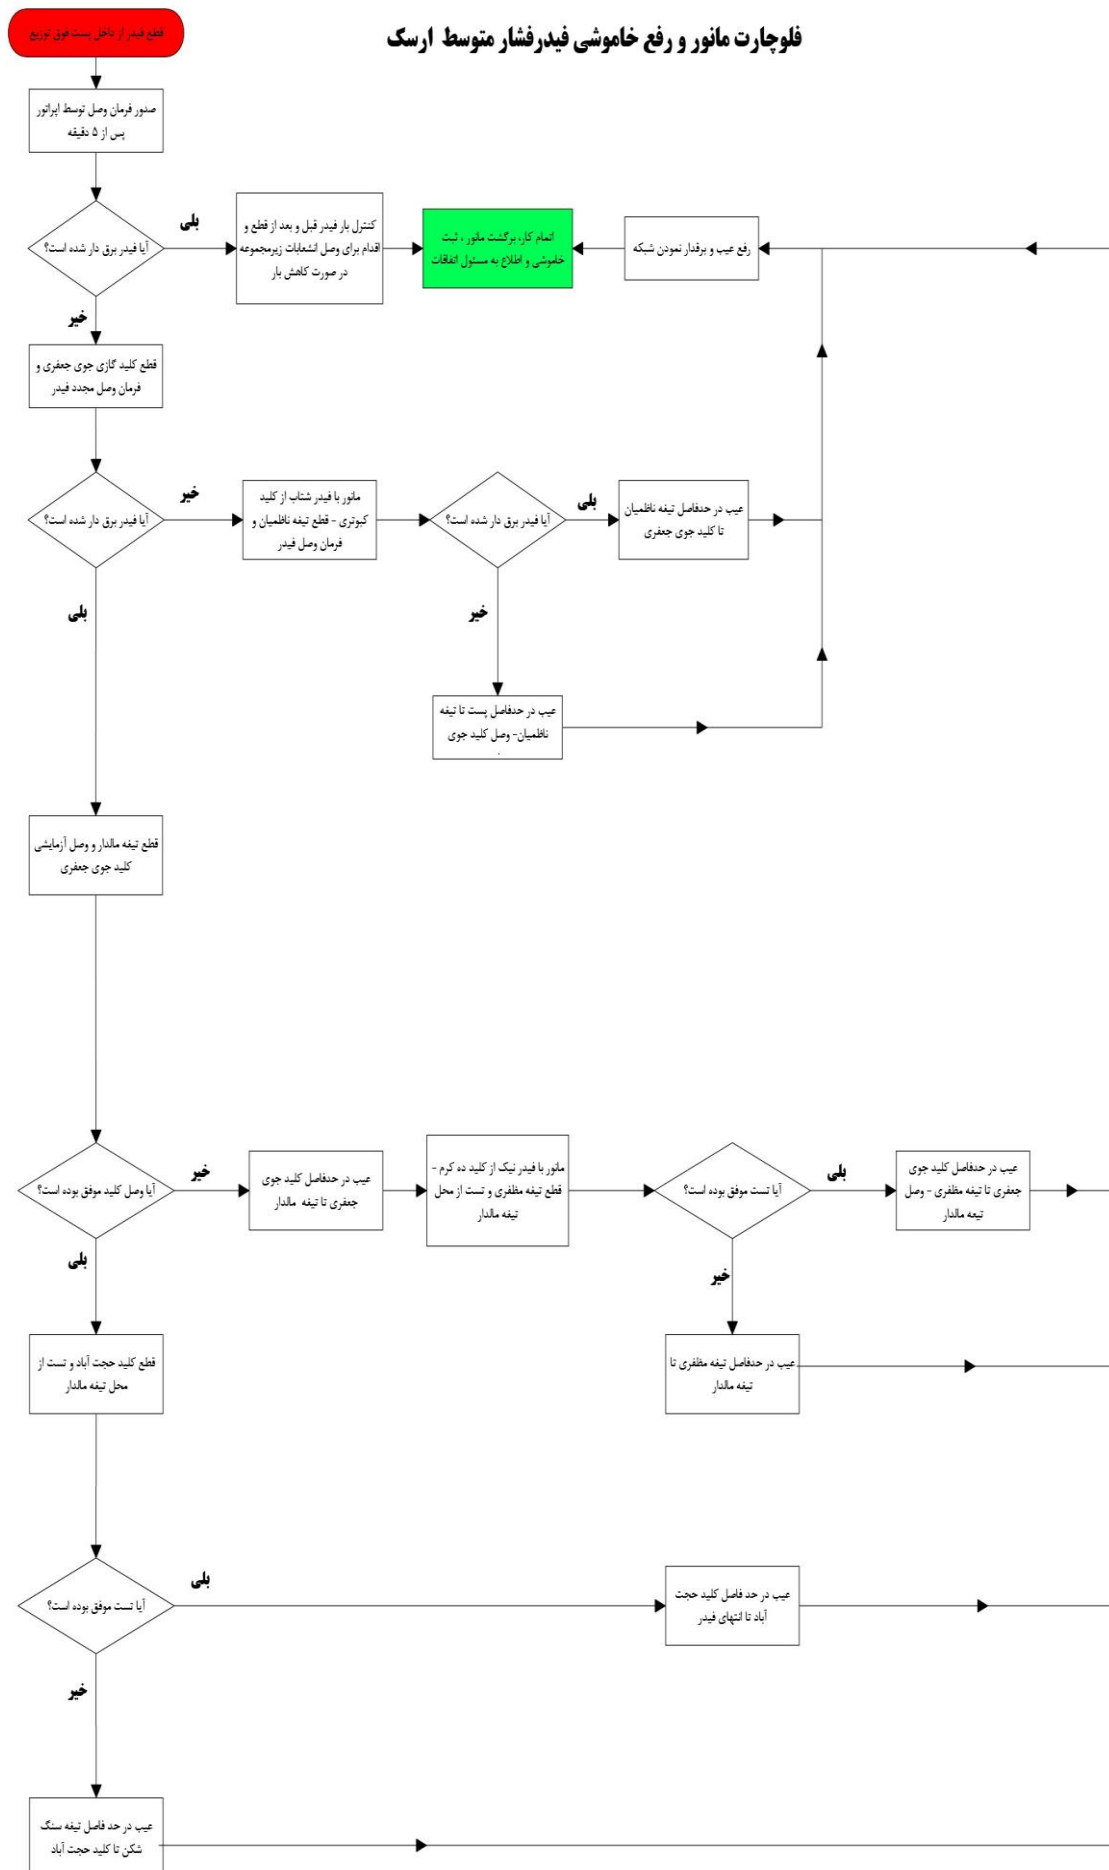 فلوچارت مانور و رفع خاموشی فیدرفشار متوسط ارسک
قطع فیدر از داخل پست فوق توزیع
صدور فرمان وصل توسط اپراتور
پس از ۵ دقیقه
آیا فیدر برق دار شده است؟
بلی
کنترل بار فیدر قبل و بعد از قطع و
اقدام برای وصل انشعابات زیرمجموعه
در صورت کاهش بار
اتمام کار، برگشت مانور ، ثبت
خاموشی و اطلاع به مسئول اتفاقات
رفع عیب و برقدار نمودن شبکه
خیر
قطع کلید گازی جوی جعفری و
فرمان وصل مجدد فیدر
آیا فیدر برق دار شده است؟
خیر
مانور با فیدر شتاب از کلید
کبوتری - قطع تیغه ناظمیان و
فرمان وصل فیدر
آیا فیدر برق دار شده است؟
بلی
عیب در حدفاصل تیغه ناظمیان
تا کلید جوی جعفری
بلی
خیر
عیب در حدفاصل پست تا تیغه
ناظمیان- وصل کلید جوی
قطع تیغه مالدار و وصل آزمایشی
کلید جوی جعفری
آیا وصل کلید موفق بوده است؟
خیر
عیب در حدفاصل کلید جوی
جعفری تا تیغه مالدار
مانور با فیدر نیک از کلید ده کرم -
قطع تیغه مظفری و تست از محل
تیغه مالدار
آیا تست موفق بوده است؟
بلی
عیب در حدفاصل کلید جوی
جعفری تا تیغه مظفری - وصل
تیعه مالدار
بلی
خیر
قطع کلید حجت آباد و تست از
محل تیغه مالدار
عیب در حدفاصل تیغه مظفری تا
تیغه مالدار
آیا تست موفق بوده است؟
بلی
عیب در حد فاصل کلید حجت
آباد تا انتهای فیدر
خیر
عیب در حد فاصل تیغه سنگ
شکن تا کلید حجت آباد